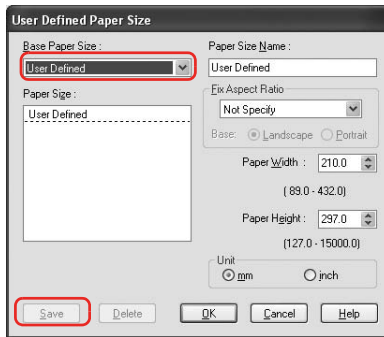 User Defined Paper Size
Base Paper Size :
User Defined
Paper Size :
User Defined
Paper Size Name :
User Defined
Fix Aspect Ratio
Not Specify
Base: Landscape Portrait
Paper Width : 210.0
( 89.0 - 432.0)
Paper Height : 297.0
(127.0 - 15000.0)
Unit
mm inch
Save Delete OK Cancel Help